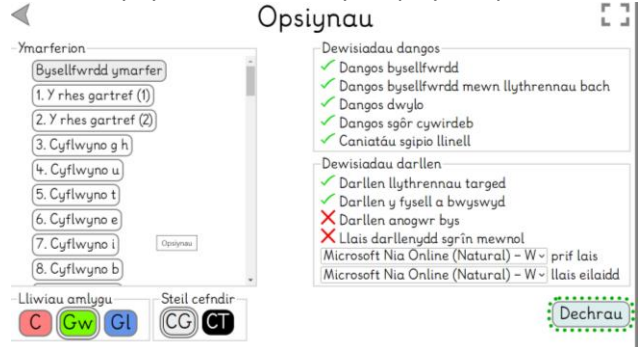 Opsiynau
Ymarferion
Bysellfwrdd ymarfer
1. Y rhes gartref (1)
2. Y rhes gartref (2)
3. Cyflwyno g h
4. Cyflwyno u
5. Cyflwyno t
6. Cyflwyno e
7. Cyflwyno i
Opsiynau
8. Cyflwyno b
Lliwiau amlygu
C Gw Gl
Steil cefndir
CG CT
Dewisiadau dangos
Dangos bysellfwrdd
Dangos bysellfwrdd mewn llythrennau bach
Dangos dwylo
Dangos sgôr cywirdeb
Caniatáu sgipio llinell
Dewisiadau darllen
Darllen llythrennau targed
Darllen y fysell a bwyswyd
Darllen anogwr bys
Llais darllenydd sgrîn mewnol
Microsoft Nia Online (Natural) – W prif lais
Microsoft Nia Online (Natural) – W llais eilaidd
Dechrau